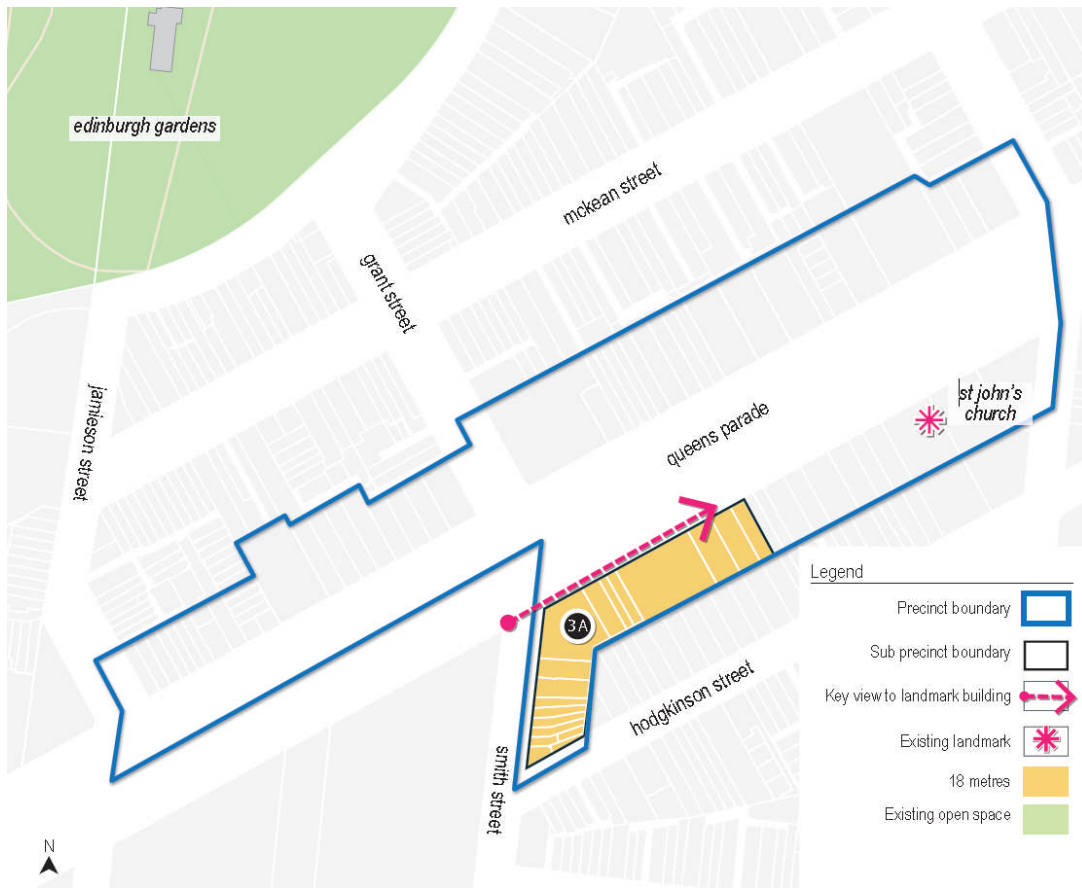 edinburgh gardens
mckean street
grant street
jamieson street
queens parade
st john's
church
3A
hodgkinson street
smith street
N
Legend
Precinct boundary
Sub precinct boundary
Key view to landmark building
Existing landmark
18 metres
Existing open space